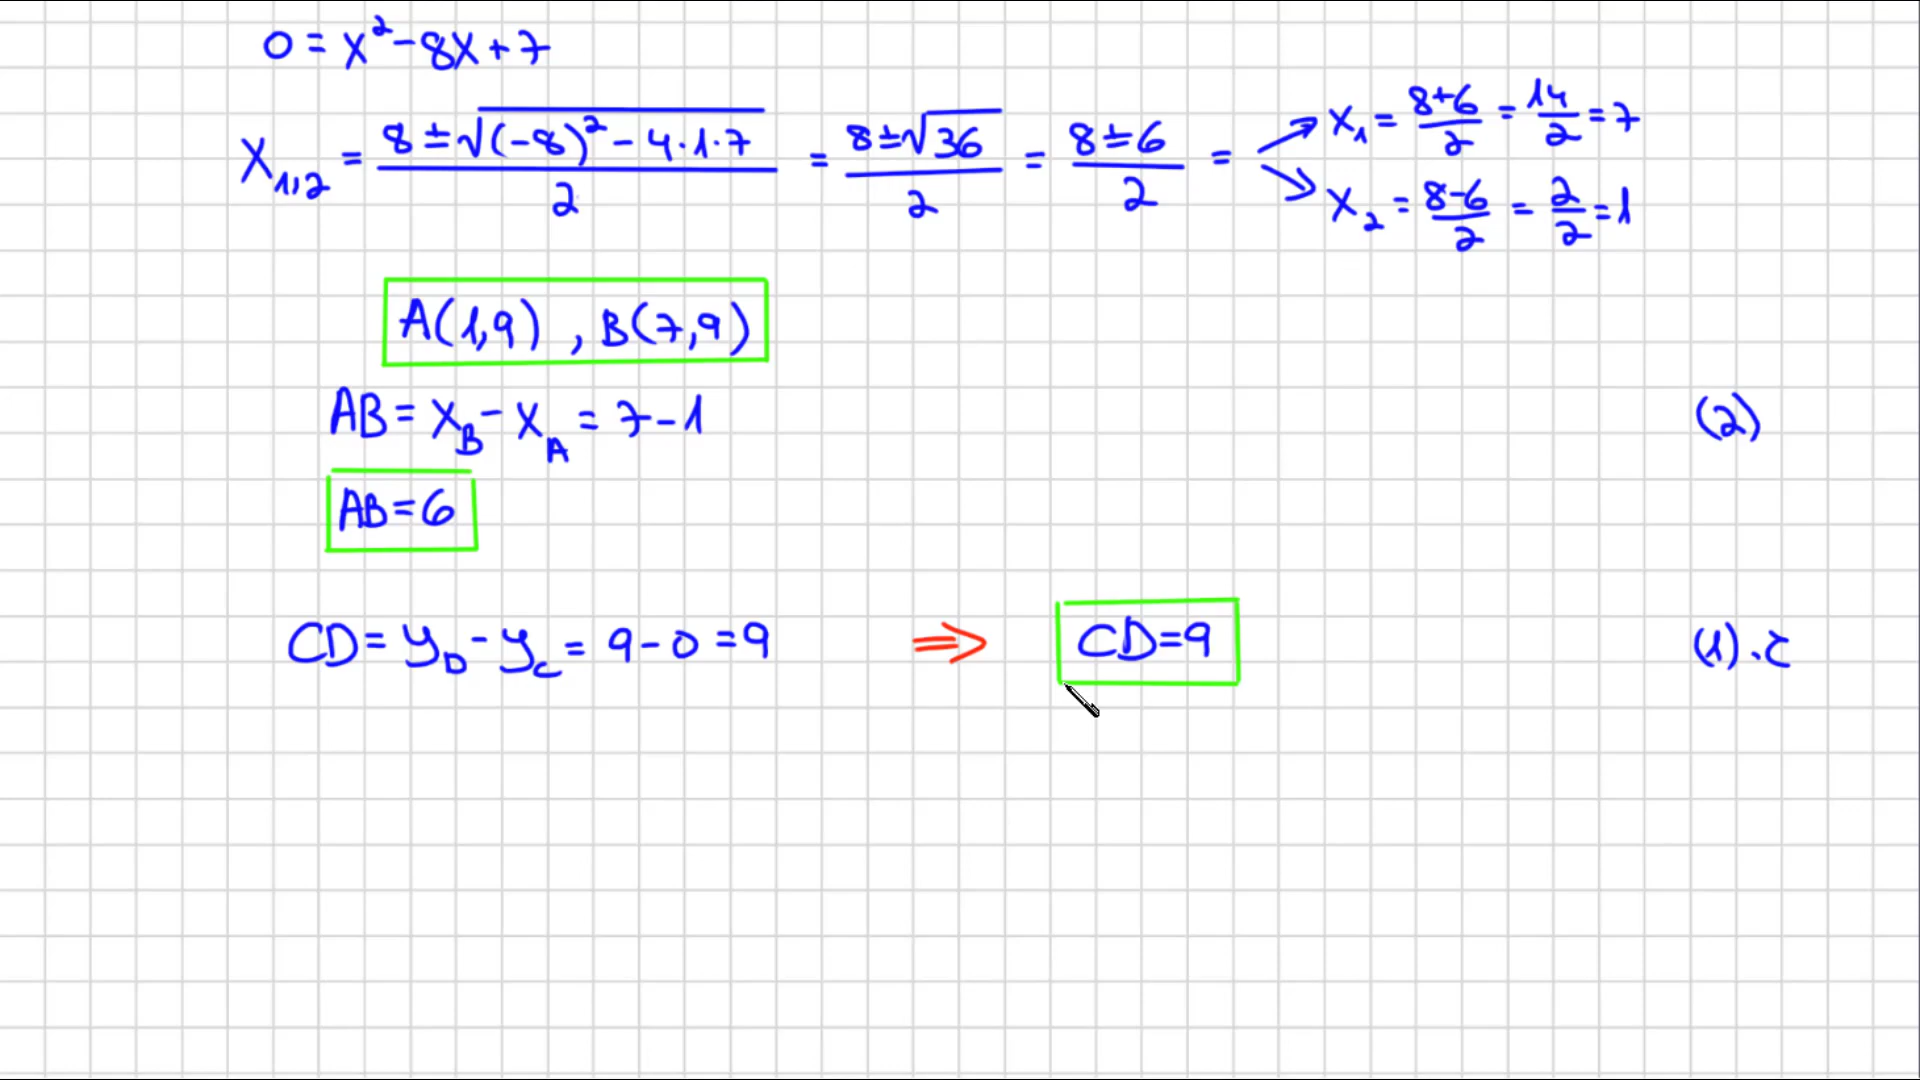 0 = x² - 8x + 7
x₁,₂ = (8 ± √((-8)² - 4·1·7))/2 = (8 ± √36)/2 = (8 ± 6)/2 =
x₁ = (8+6)/2 = 14/2 = 7
x₂ = (8-6)/2 = 2/2 = 1
A(1,9) , B(7,9)
AB = x_B - x_A = 7 - 1
(2)
AB = 6
CD = y_D - y_C = 9 - 0 = 9 ⇒ CD = 9